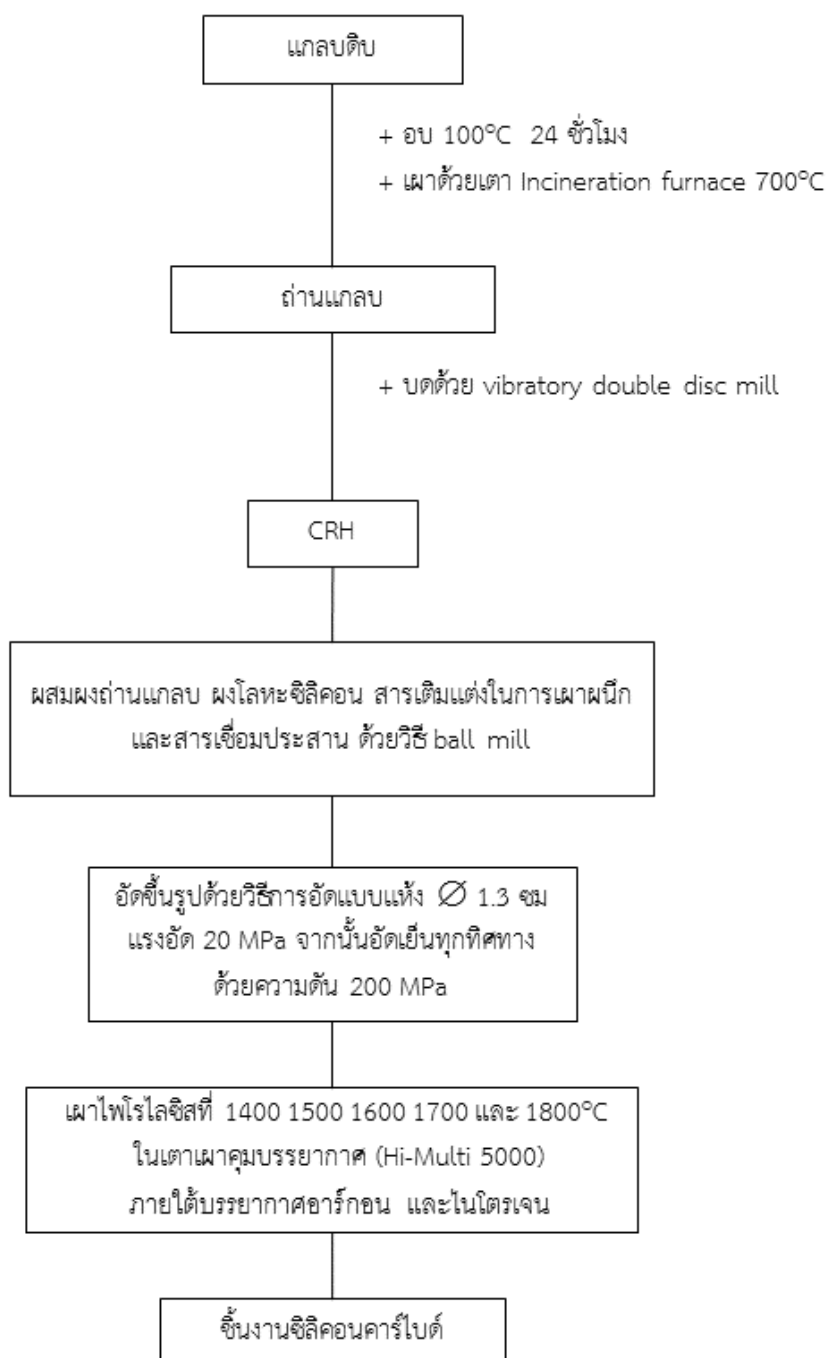 แกลบดิบ
+ อบ 100°C 24 ชั่วโมง
+ เผาด้วยเตา Incineration furnace 700°C
ถ่านแกลบ
+ บดด้วย vibratory double disc mill
CRH
ผสมผงถ่านแกลบ ผงโลหะซิลิคอน สารเติมแต่งในการเผาผนึก
และสารเชื่อมประสาน ด้วยวิธี ball mill
อัดขึ้นรูปด้วยวิธีการอัดแบบแห้ง ∅ 1.3 ซม
แรงอัด 20 MPa จากนั้นอัดเย็นทุกทิศทาง
ด้วยความดัน 200 MPa
เผาไพโรไลซิสที่ 1400 1500 1600 1700 และ 1800°C
ในเตาเผาคุมบรรยากาศ (Hi-Multi 5000)
ภายใต้บรรยากาศอาร์กอน และไนโตรเจน
ชิ้นงานซิลิคอนคาร์ไบด์